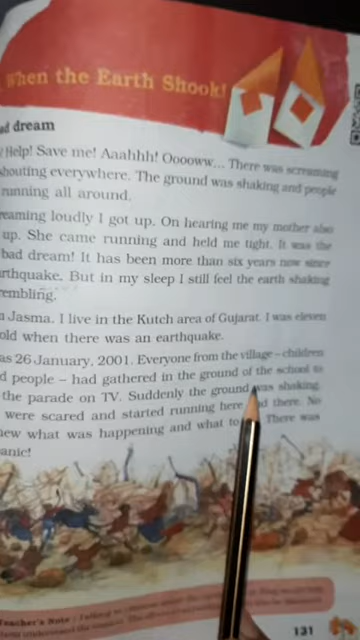 When the Earth Shook!
ad dream
Help! Save me! Aaahhh! Ooooww... There was screaming
shouting everywhere. The ground was shaking and people
running all around.
eaming loudly I got up. On hearing me my mother also
up. She came running and held me tight. It was the
bad dream! It has been more than six years now since
rthquake. But in my sleep I still feel the earth shaking
embling.
Jasma. I live in the Kutch area of Gujarat. I was eleven
old when there was an earthquake.
as 26 January, 2001. Everyone from the village – children
d people – had gathered in the ground of the school to
the parade on TV. Suddenly the ground was shaking.
were scared and started running here and there. No
ew what was happening and what to There was
anic!
Teacher's Note :
131